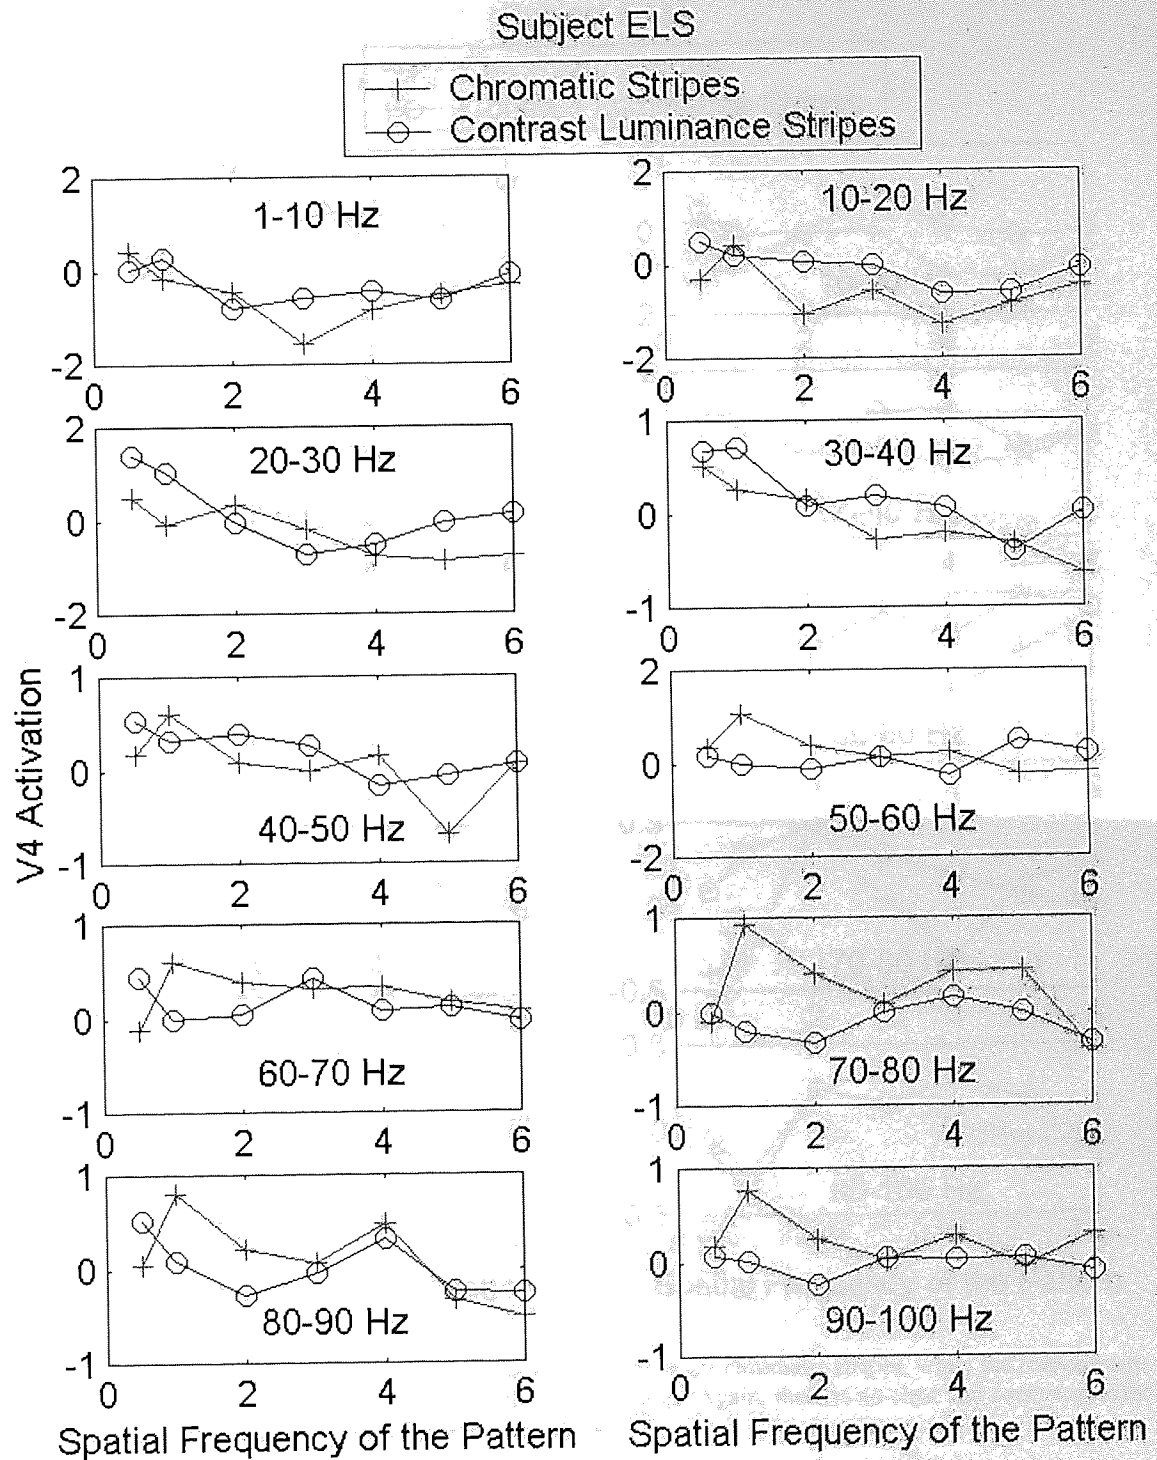 Subject ELS
Chromatic Stripes
Contrast Luminance Stripes
2
0
-2
0 2 4 6
1-10 Hz
2
0
-2
0 2 4 6
10-20 Hz
2
0
-2
0 2 4 6
20-30 Hz
1
0
-1
0 2 4 6
30-40 Hz
V4 Activation
1
0
-1
0 2 4 6
40-50 Hz
2
0
-2
0 2 4 6
50-60 Hz
1
0
-1
0 2 4 6
60-70 Hz
1
0
-1
0 2 4 6
70-80 Hz
1
0
-1
0 2 4 6
80-90 Hz
1
0
-1
0 2 4 6
90-100 Hz
Spatial Frequency of the Pattern
Spatial Frequency of the Pattern